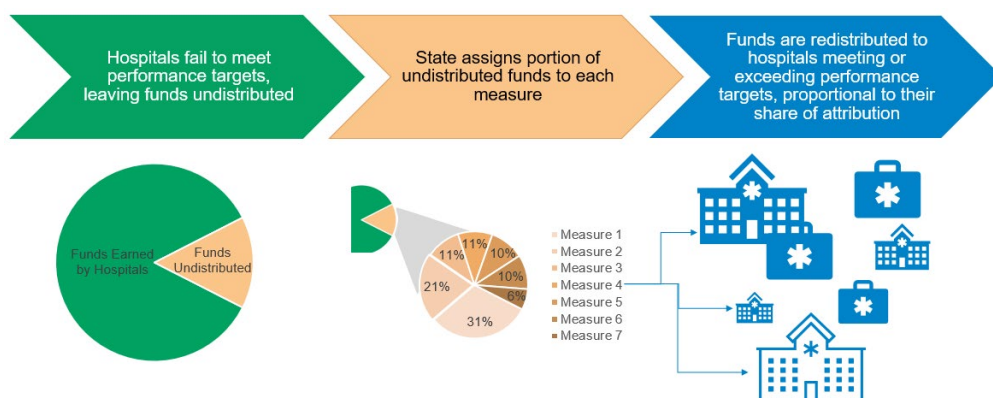 Hospitals fail to meet
performance targets,
leaving funds undistributed
State assigns portion of
undistributed funds to each
measure
Funds are redistributed to
hospitals meeting or
exceeding performance
targets, proportional to their
share of attribution
Funds Earned
by Hospitals
Funds
Undistributed
11%
11%
10%
10%
6%
21%
31%
Measure 1
Measure 2
Measure 3
Measure 4
Measure 5
Measure 6
Measure 7